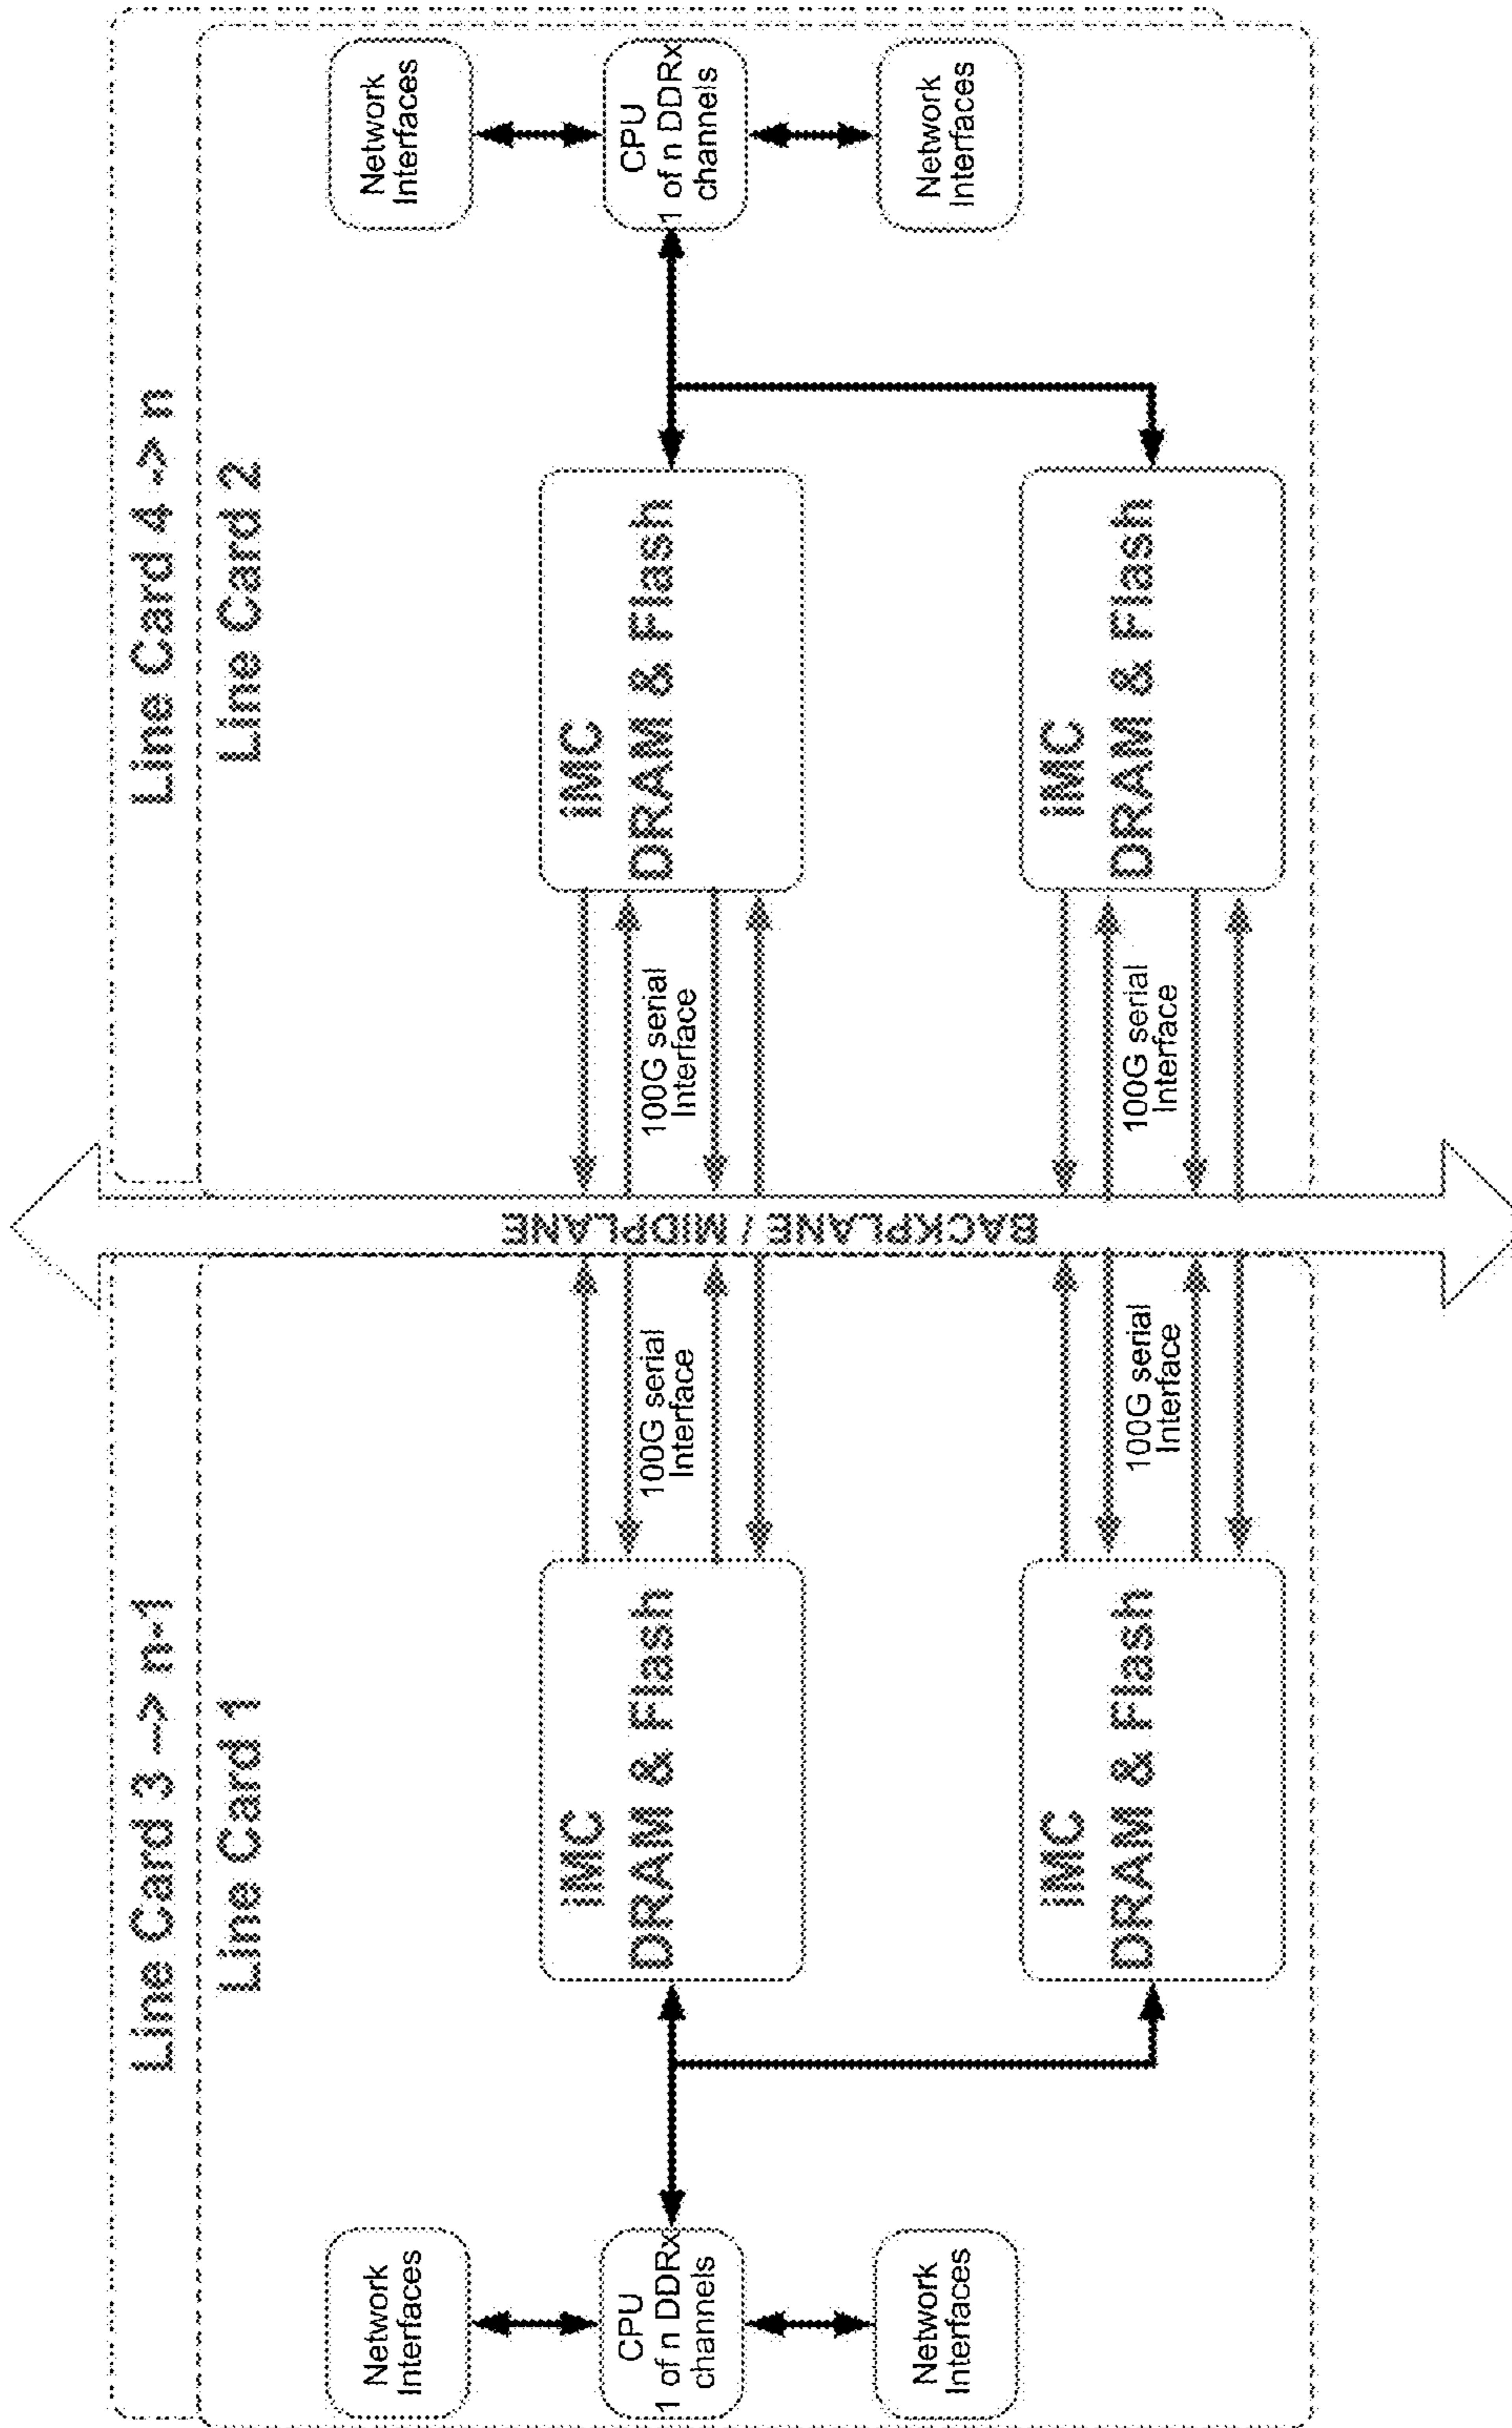 Line Card 3 --> n-1
Line Card 1
Network
Interfaces
CPU
1 of n DDRx
channels
Network
Interfaces
iMC
DRAM & Flash
iMC
DRAM & Flash
100G serial
Interface
100G serial
Interface
BACKPLANE / MIDPLANE
Line Card 4 -> n
Line Card 2
100G serial
Interface
100G serial
Interface
iMC
DRAM & Flash
iMC
DRAM & Flash
Network
Interfaces
CPU
1 of n DDRx
channels
Network
Interfaces